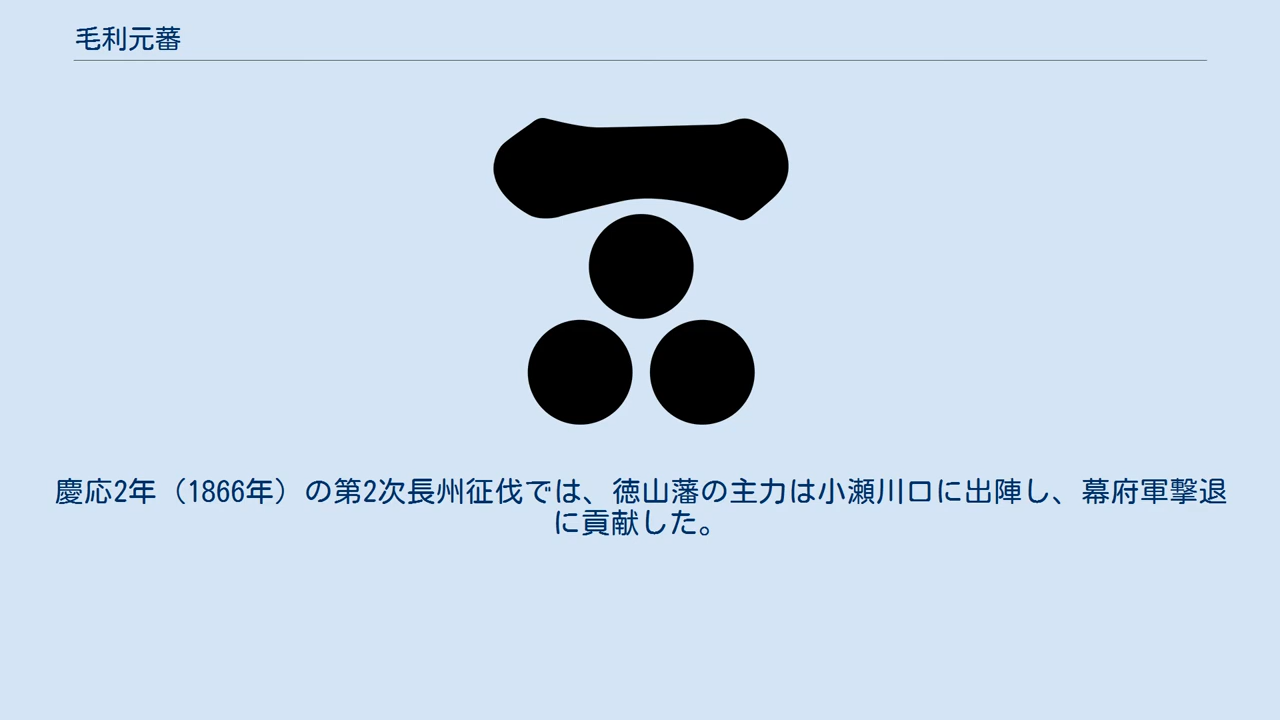 毛利元蕃
慶応2年（1866年）の第2次長州征伐では、徳山藩の主力は小瀬川口に出陣し、幕府軍撃退
に貢献した。